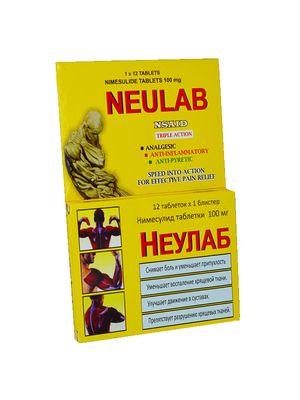 1 x 12 TABLETS
NIMESULIDE TABLETS 100 mg
NEULAB
NSAID
TRIPLE ACTION
ANALGESIC
ANTI-INFLAMMATORY
ANTI-PYRETIC
SPEED INTO ACTION
FOR EFFECTIVE PAIN RELIEF
12 таблеток x 1 блистер
Нимесулид таблетки 100 мг
НЕУЛАБ
Снимает боль и уменьшает припухлость
Уменьшает воспаление хрящевой ткани.
Улучшает движение в суставах.
Препятствует разрушению хрящевых тканей.